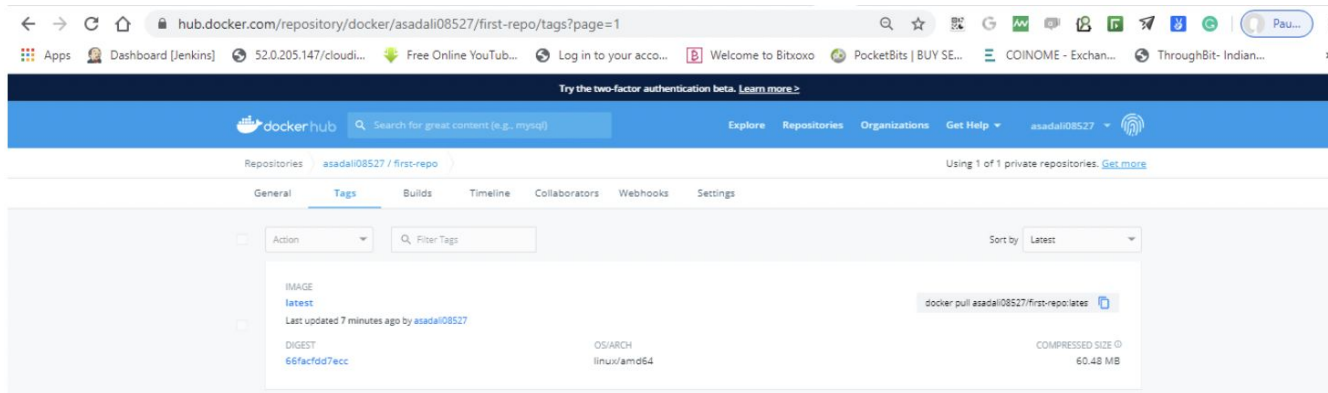 hub.docker.com/repository/docker/asadali08527/first-repo/tags?page=1
Pau...
Apps Dashboard [Jenkins] 52.0.205.147/cloudi... Free Online YouTub... Log in to your acco... Welcome to Bitxoxo PocketBits | BUY SE... COINOME - Exchan... ThroughBit- Indian...
Try the two-factor authentication beta. Learn more >
dockerhub Search for great content (e.g., mysql) Explore Repositories Organizations Get Help asadali08527
Repositories asadali08527 / first-repo Using 1 of 1 private repositories. Get more
General Tags Builds Timeline Collaborators Webhooks Settings
Action Filter Tags Sort by Latest
IMAGE
latest docker pull asadali08527/first-repo:lates
Last updated 7 minutes ago by asadali08527
DIGEST OS/ARCH COMPRESSED SIZE
66facfdd7ecc linux/amd64 60.48 MB